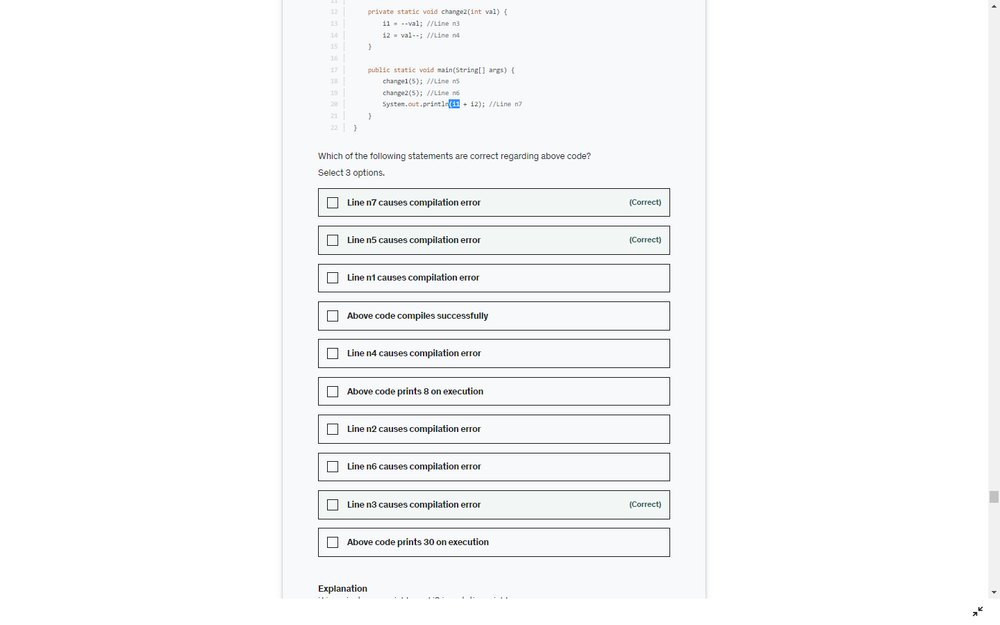 12 private static void change2(int val) {
13 i1 = --val; //Line n3
14 i2 = val--; //Line n4
15 }
16
17 public static void main(String[] args) {
18 change1(5); //Line n5
19 change2(5); //Line n6
20 System.out.println(i1 + i2); //Line n7
21 }
22 }
Which of the following statements are correct regarding above code?
Select 3 options.
Line n7 causes compilation error (Correct)
Line n5 causes compilation error (Correct)
Line n1 causes compilation error
Above code compiles successfully
Line n4 causes compilation error
Above code prints 8 on execution
Line n2 causes compilation error
Line n6 causes compilation error
Line n3 causes compilation error (Correct)
Above code prints 30 on execution
Explanation